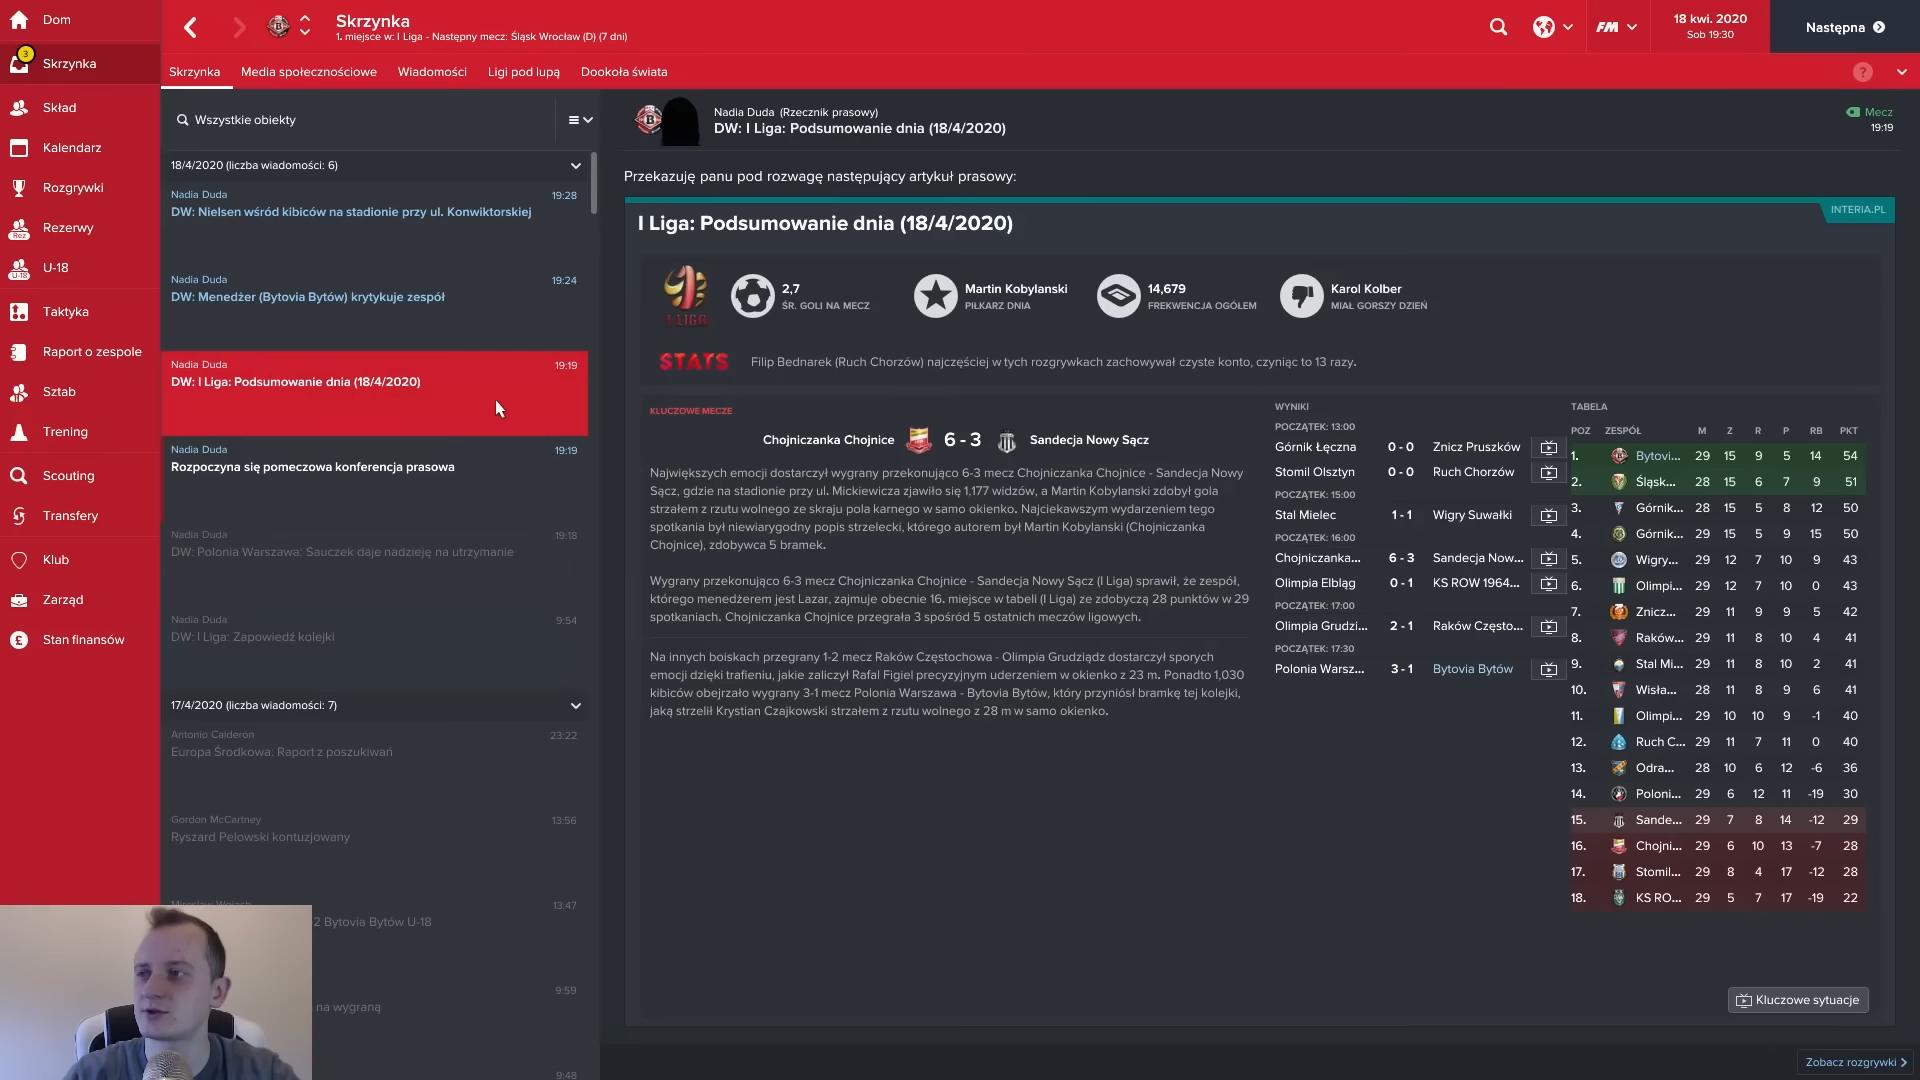 Dom
3
Skrzynka
Skład
Kalendarz
Rozgrywki
Rez
Rezerwy
U-18
U-18
Taktyka
Raport o zespole
Sztab
Trening
Scouting
Transfery
Klub
Zarząd
£
Stan finansów
Skrzynka
1. miejsce w: I Liga - Następny mecz: Śląsk Wrocław (D) (7 dni)
FM
18 kwi. 2020
Sob 19:30
Następna
Skrzynka
Media społecznościowe
Wiadomości
Ligi pod lupą
Dookoła świata
?
Wszystkie obiekty
18/4/2020 (liczba wiadomości: 6)
Nadia Duda 19:28
DW: Nielsen wśród kibiców na stadionie przy ul. Konwiktorskiej
Nadia Duda 19:24
DW: Menedżer (Bytovia Bytów) krytykuje zespół
Nadia Duda 19:19
DW: I Liga: Podsumowanie dnia (18/4/2020)
Nadia Duda 19:19
Rozpoczyna się pomeczowa konferencja prasowa
Nadia Duda 19:18
DW: Polonia Warszawa: Sauczek daje nadzieję na utrzymanie
Nadia Duda 9:54
DW: I Liga: Zapowiedź kolejki
17/4/2020 (liczba wiadomości: 7)
Antonio Calderón 23:22
Europa Środkowa: Raport z poszukiwań
Gordon McCartney 13:56
Ryszard Pelowski kontuzjowany
13:47
2 Bytovia Bytów U-18
9:59
na wygraną
9:48
Nadia Duda (Rzecznik prasowy)
DW: I Liga: Podsumowanie dnia (18/4/2020)
Mecz
19:19
Przekazuję panu pod rozwagę następujący artykuł prasowy:
INTERIA.PL
I Liga: Podsumowanie dnia (18/4/2020)
1 LIGA
2,7
ŚR. GOLI NA MECZ
Martin Kobylanski
PIŁKARZ DNIA
14,679
FREKWENCJA OGÓŁEM
Karol Kolber
MIAŁ GORSZY DZIEŃ
STATS
Filip Bednarek (Ruch Chorzów) najczęściej w tych rozgrywkach zachowywał czyste konto, czyniąc to 13 razy.
KLUCZOWE MECZE
Chojniczanka Chojnice 6 - 3 Sandecja Nowy Sącz
Największych emocji dostarczył wygrany przekonująco 6-3 mecz Chojniczanka Chojnice - Sandecja Nowy
Sącz, gdzie na stadionie przy ul. Mickiewicza zjawiło się 1,177 widzów, a Martin Kobylanski zdobył gola
strzałem z rzutu wolnego ze skraju pola karnego w samo okienko. Najciekawszym wydarzeniem tego
spotkania był niewiarygodny popis strzelecki, którego autorem był Martin Kobylanski (Chojniczanka
Chojnice), zdobywca 5 bramek.
Wygrany przekonująco 6-3 mecz Chojniczanka Chojnice - Sandecja Nowy Sącz (I Liga) sprawił, że zespół,
którego menedżerem jest Lazar, zajmuje obecnie 16. miejsce w tabeli (I Liga) ze zdobyczą 28 punktów w 29
spotkaniach. Chojniczanka Chojnice przegrała 3 spośród 5 ostatnich meczów ligowych.
Na innych boiskach przegrany 1-2 mecz Raków Częstochowa - Olimpia Grudziądz dostarczył sporych
emocji dzięki trafieniu, jakie zaliczył Rafał Figiel precyzyjnym uderzeniem w okienko z 23 m. Ponadto 1,030
kibiców obejrzało wygrany 3-1 mecz Polonia Warszawa - Bytovia Bytów, który przyniósł bramkę tej kolejki,
jaką strzelił Krystian Czajkowski strzałem z rzutu wolnego z 28 m w samo okienko.
WYNIKI
POCZĄTEK: 13:00
Górnik Łęczna 0 - 0 Znicz Pruszków
Stomil Olsztyn 0 - 0 Ruch Chorzów
POCZĄTEK: 15:00
Stal Mielec 1 - 1 Wigry Suwałki
POCZĄTEK: 16:00
Chojniczanka... 6 - 3 Sandecja Now...
Olimpia Elbląg 0 - 1 KS ROW 1964...
POCZĄTEK: 17:00
Olimpia Grudzi... 2 - 1 Raków Często...
POCZĄTEK: 17:30
Polonia Warsz... 3 - 1 Bytovia Bytów
TABELA
POZ ZESPÓŁ M Z R P RB PKT
1. Bytovi... 29 15 9 5 14 54
2. Śląsk... 28 15 6 7 9 51
3. Górnik... 28 15 5 8 12 50
4. Górnik... 29 15 5 9 15 50
5. Wigry... 29 12 7 10 9 43
6. Olimpi... 29 12 7 10 0 43
7. Znicz... 29 11 9 9 5 42
8. Raków... 29 11 8 10 4 41
9. Stal Mi... 29 11 8 10 2 41
10. Wisła... 28 11 8 9 6 41
11. Olimpi... 29 10 10 9 -1 40
12. Ruch C... 29 11 7 11 0 40
13. Odra... 28 10 6 12 -6 36
14. Poloni... 29 6 12 11 -19 30
15. Sande... 29 7 8 14 -12 29
16. Chojni... 29 6 10 13 -7 28
17. Stomil... 29 8 4 17 -12 28
18. KS RO... 29 5 7 17 -19 22
Kluczowe sytuacje
Zobacz rozgrywki